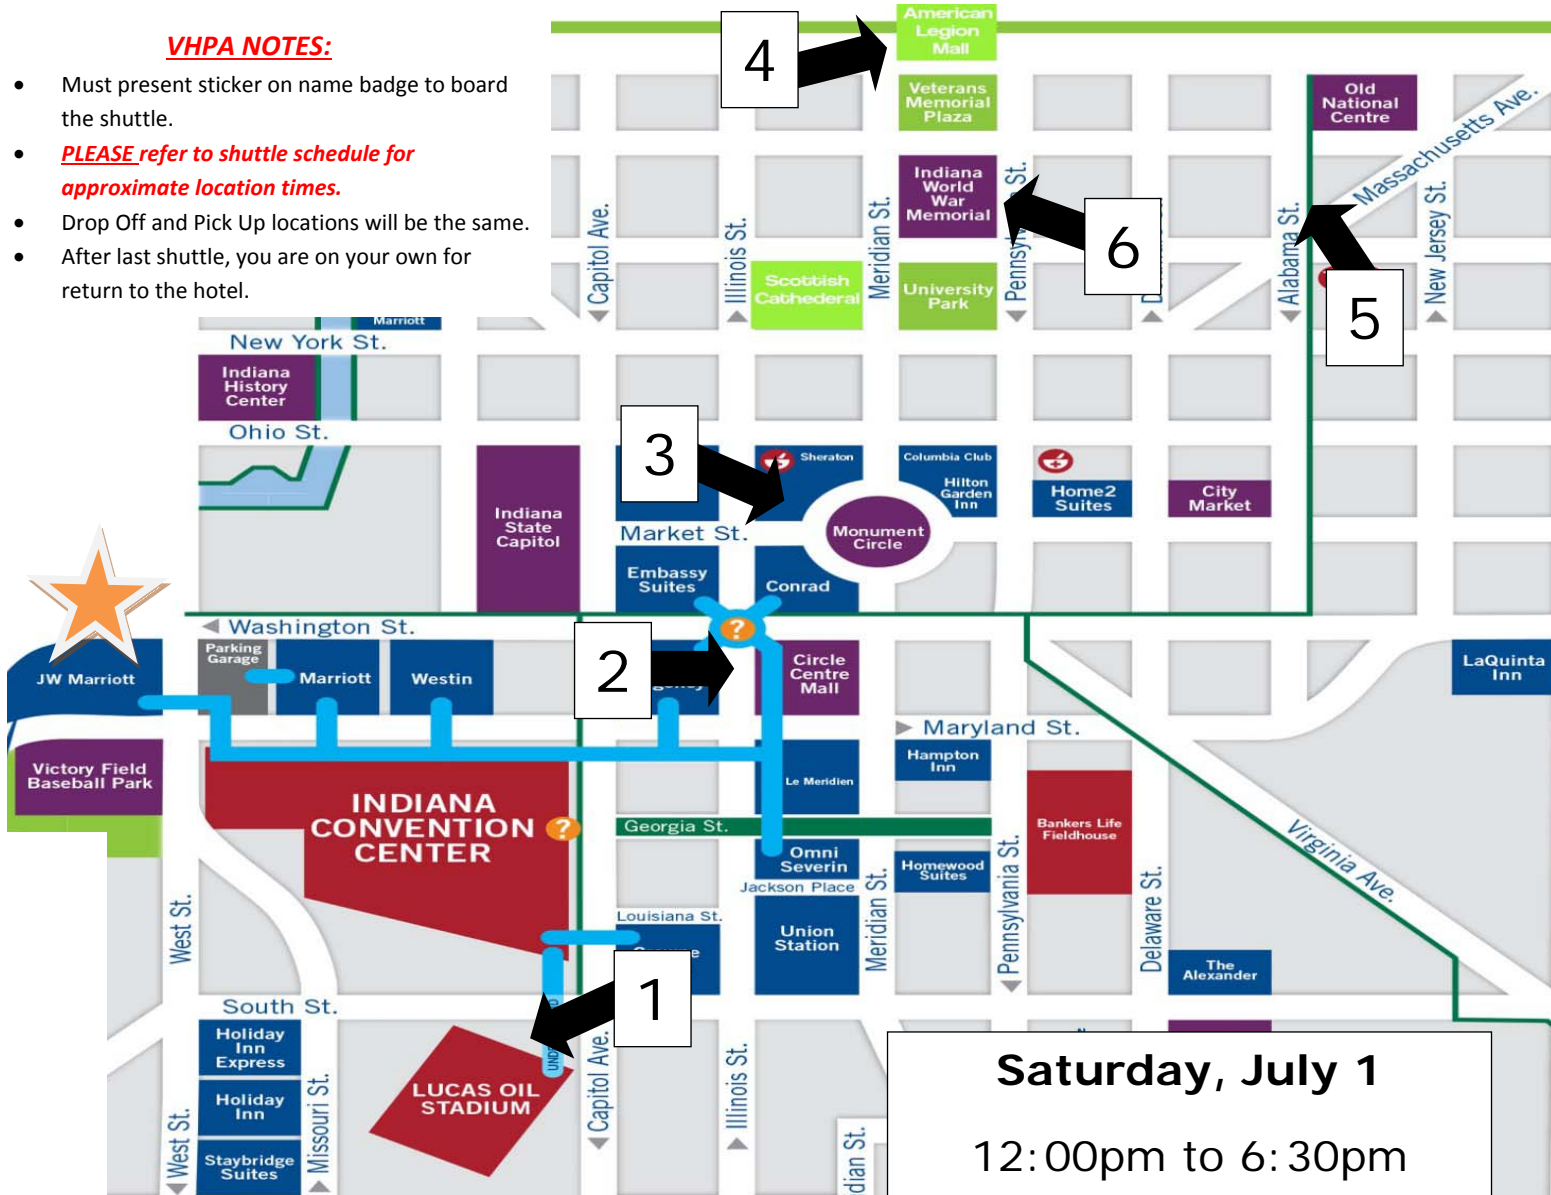 VHPA NOTES:
• Must present sticker on name badge to board
the shuttle.
• PLEASE refer to shuttle schedule for
approximate location times.
• Drop Off and Pick Up locations will be the same.
• After last shuttle, you are on your own for
return to the hotel.
4
American
Legion
Mall
Veterans
Memorial
Plaza
Old
National
Centre
Massachusetts Ave.
Indiana
World
War
Memorial
6
5
Capitol Ave.
Illinois St.
Meridian St.
St.
Alabama St.
New Jersey St.
Scottish
Cathederal
University
Park
Marriott
New York St.
Indiana
History
Center
Ohio St.
3
Sheraton
Columbia Club
Hilton
Garden
Inn
Home2
Suites
City
Market
Indiana
State
Capitol
Market St.
Monument
Circle
Embassy
Suites
Conrad
?
Washington St.
JW Marriott
Parking
Garage
Marriott
Westin
2
Circle
Centre
Mall
LaQuinta
Inn
Maryland St.
Victory Field
Baseball Park
Hampton
Inn
Le Meridien
INDIANA
CONVENTION
CENTER
?
Georgia St.
Bankers Life
Fieldhouse
Virginia Ave.
Omni
Severin
Homewood
Suites
Jackson Place
Louisiana St.
Union
Station
West St.
Meridian St.
Pennsylvania St.
Delaware St.
The
Alexander
1
South St.
Holiday
Inn
Express
Holiday
Inn
Staybridge
Suites
West St.
Missouri St.
LUCAS OIL
STADIUM
Capitol Ave.
Illinois St.
Saturday, July 1
12:00pm to 6:30pm